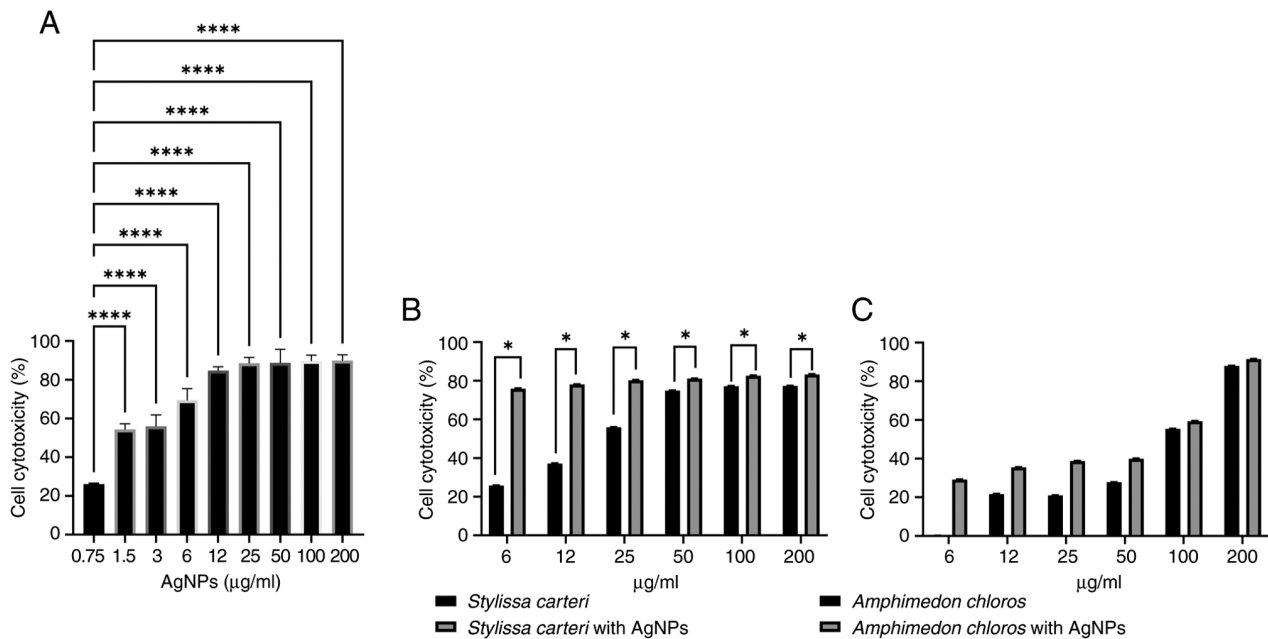 A
****
****
****
****
****
****
****
****
Cell cytotoxicity (%)
100
80
60
40
20
0
0.75 1.5 3 6 12 25 50 100 200
AgNPs (μg/ml)
B
* * * * * *
Cell cytotoxicity (%)
100
80
60
40
20
0
6 12 25 50 100 200
μg/ml
Stylissa carteri
Stylissa carteri with AgNPs
C
Cell cytotoxicity (%)
100
80
60
40
20
0
6 12 25 50 100 200
μg/ml
Amphimedon chloros
Amphimedon chloros with AgNPs